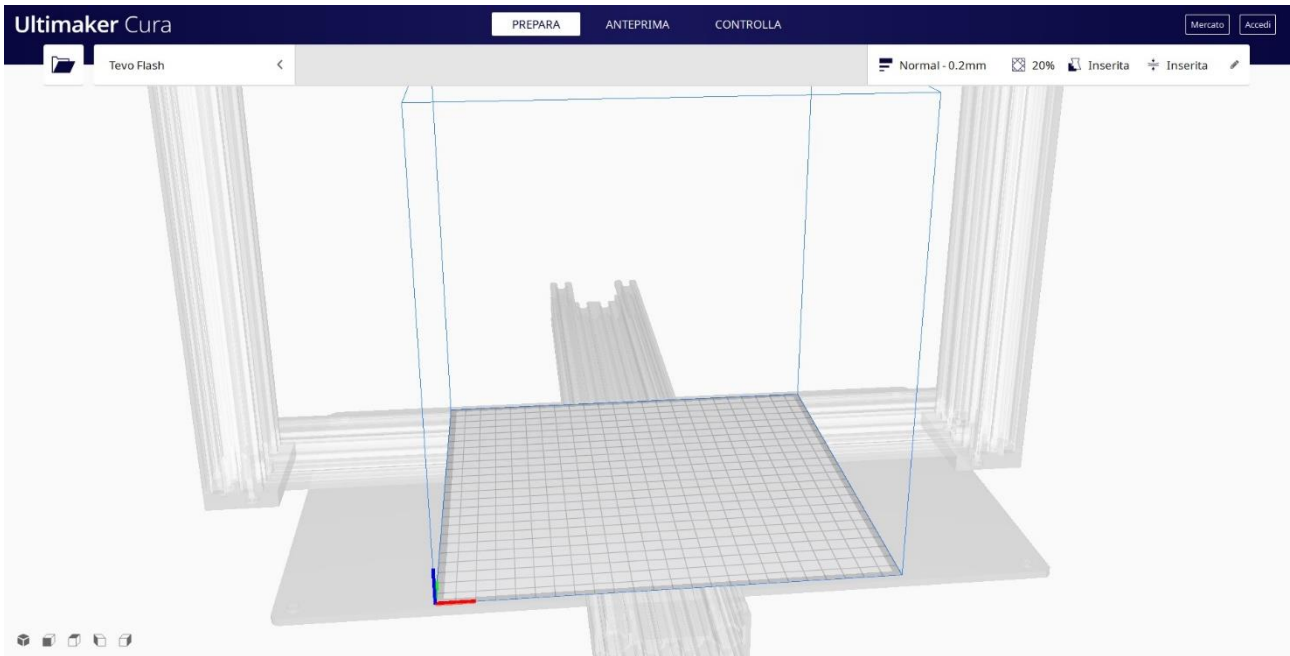 Ultimaker Cura
PREPARA
ANTEPRIMA
CONTROLLA
Mercato
Accedi
Tevo Flash
Normal - 0.2mm
20%
Inserita
Inserita